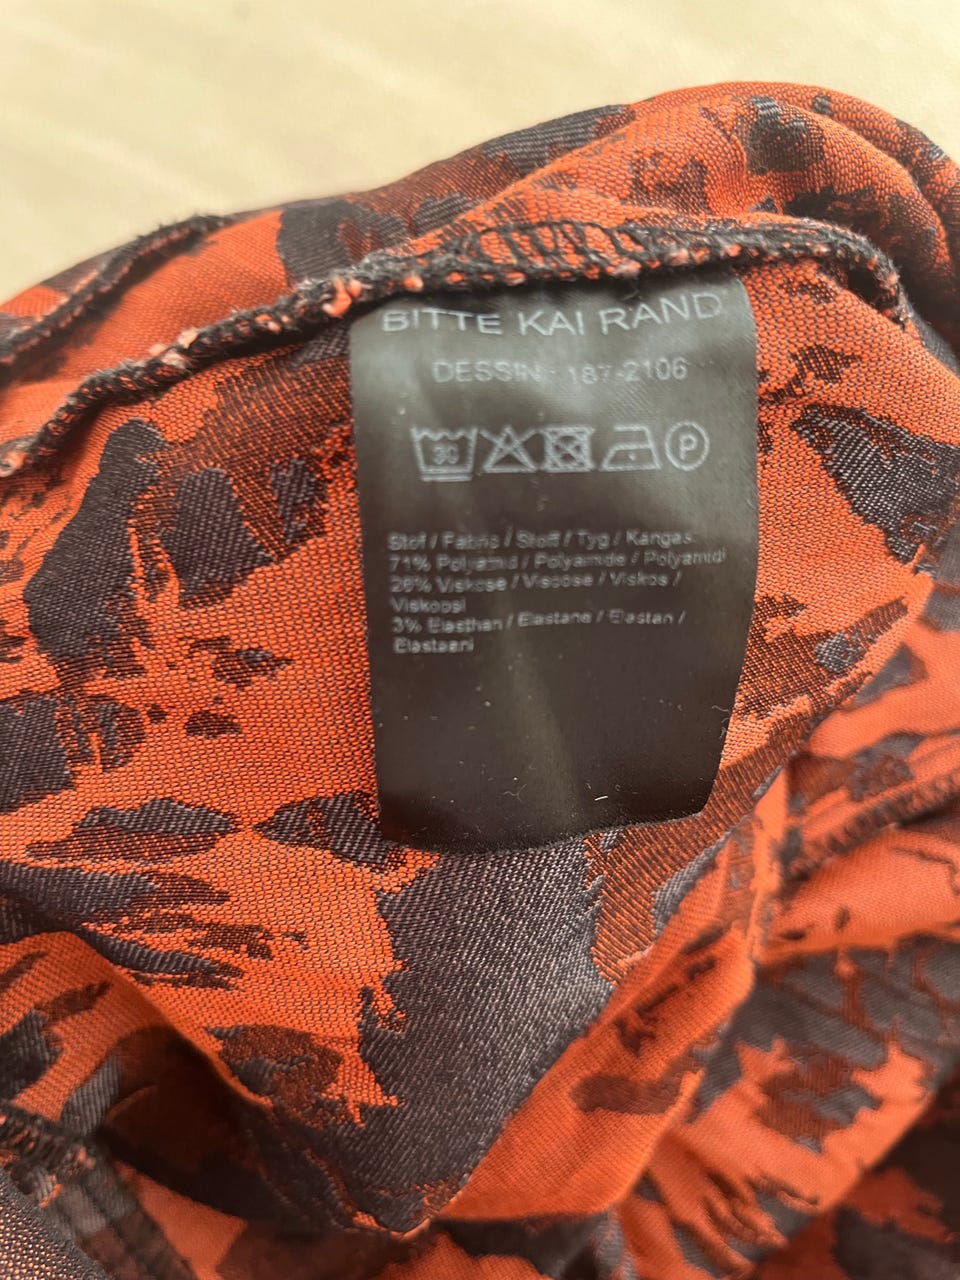 BITTE KAI RAND
DESSIN: 187-2106
30 P
Stof / Fabric / Stoff / Tyg / Kangas:
71% Polyamid / Polyamide / Polyamidi
26% Viskose / Viscose / Viskos /
Viskoosi
3% Elasthan / Elastane / Elastan /
Elastaani